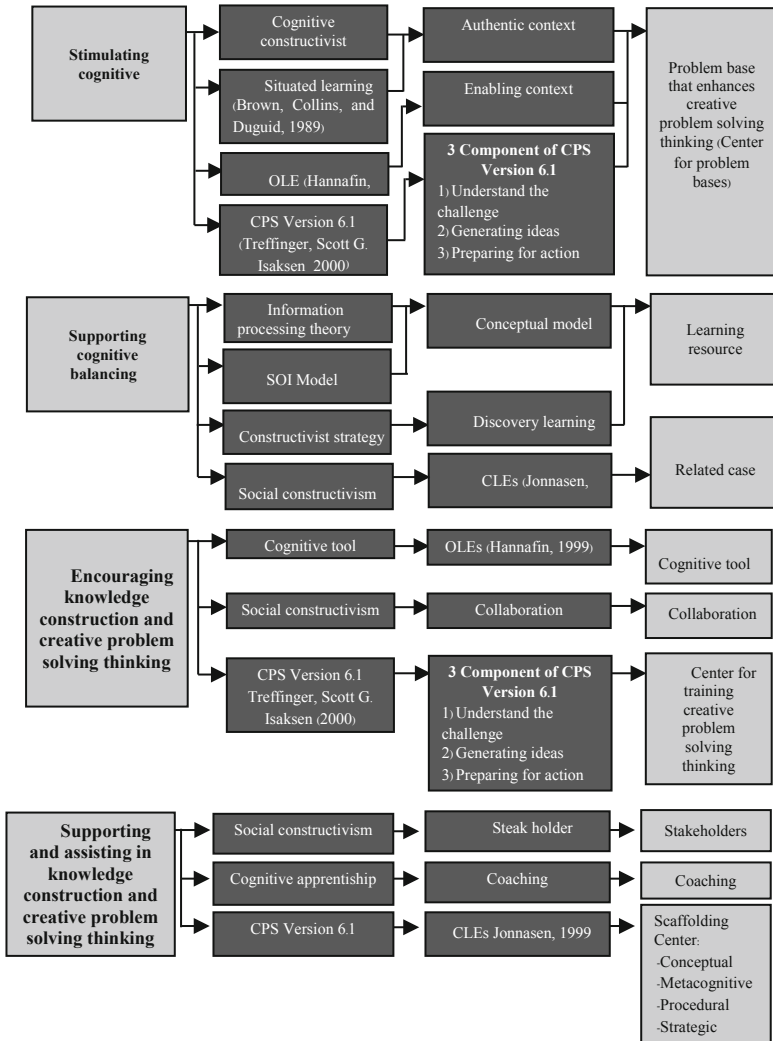 Stimulating
cognitive
Cognitive
constructivist
Situated learning
(Brown, Collins, and
Duguid, 1989)
OLE (Hannafin,
CPS Version 6.1
(Treffinger, Scott G.
Isaksen 2000)
Authentic context
Enabling context
3 Component of CPS
Version 6.1
1) Understand the
challenge
2) Generating ideas
3) Preparing for action
Problem base
that enhances
creative
problem solving
thinking (Center
for problem
bases)
Supporting
cognitive
balancing
Information
processing theory
SOI Model
Constructivist strategy
Social constructivism
Conceptual model
Discovery learning
CLEs (Jonnasen,
Learning
resource
Related case
Encouraging
knowledge
construction and
creative problem
solving thinking
Cognitive tool
Social constructivism
CPS Version 6.1
Treffinger, Scott G.
Isaksen (2000)
OLEs (Hannafin, 1999)
Collaboration
3 Component of CPS
Version 6.1
1) Understand the
challenge
2) Generating ideas
3) Preparing for action
Cognitive tool
Collaboration
Center for
training
creative
problem
solving
thinking
Supporting
and assisting in
knowledge
construction and
creative problem
solving thinking
Social constructivism
Cognitive apprentiship
CPS Version 6.1
Steak holder
Coaching
CLEs Jonnasen, 1999
Stakeholders
Coaching
Scaffolding
Center:
-Conceptual
-Metacognitive
-Procedural
-Strategic